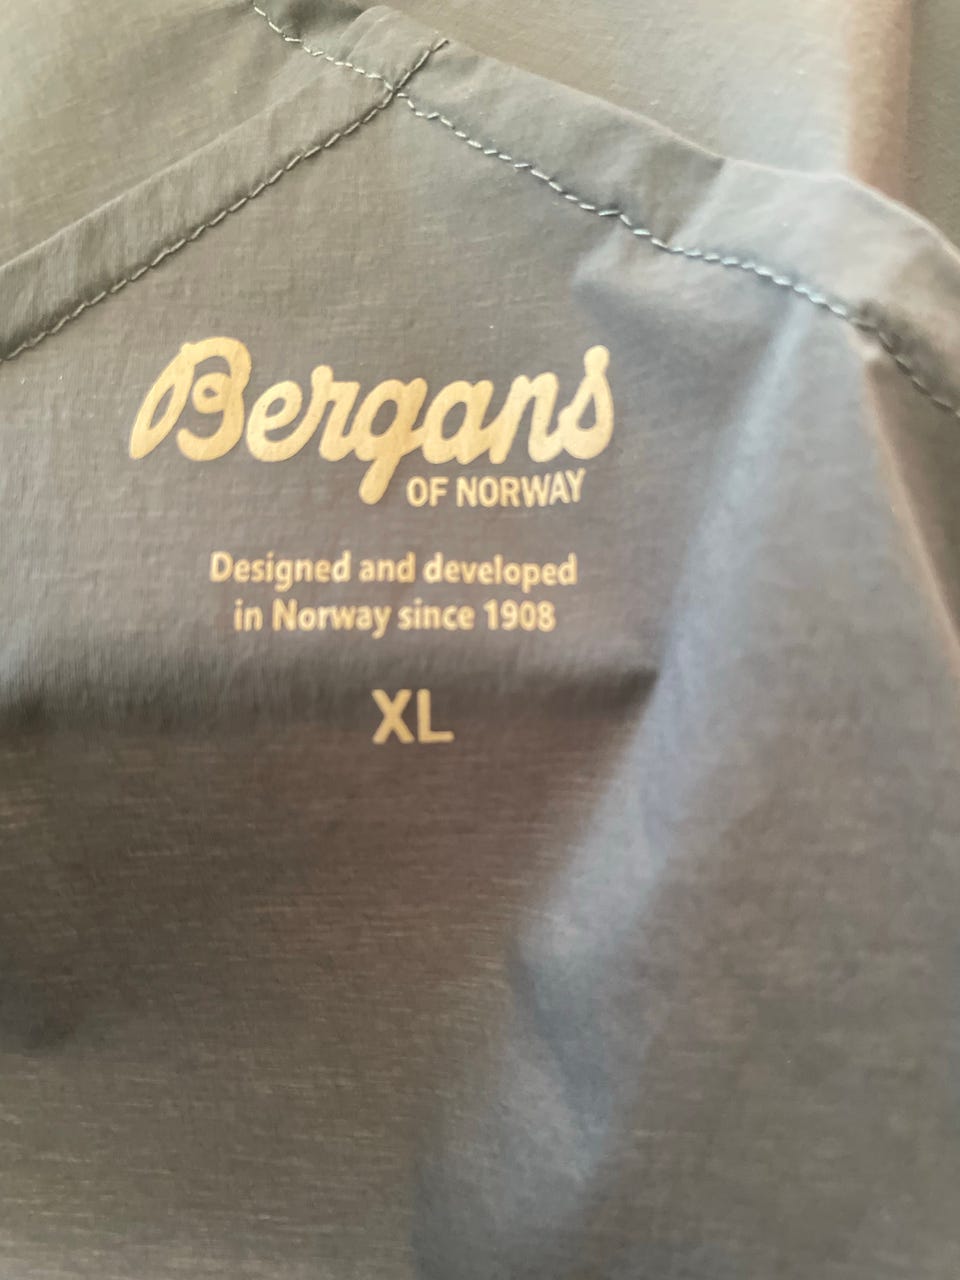 Bergans
OF NORWAY
Designed and developed
in Norway since 1908
XL